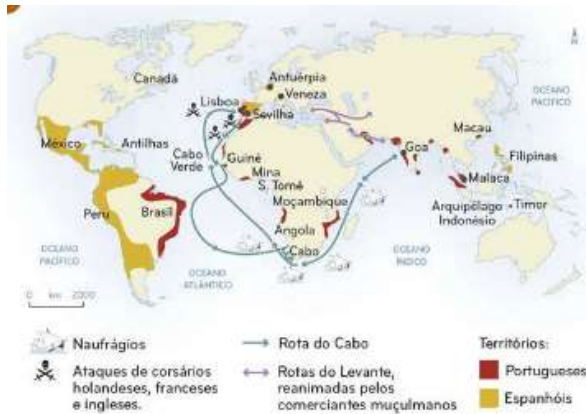 Canadá
Antuérpia
Veneza
Lisboa
Sevilha
OCEANO
PACÍFICO
México
Antilhas
Cabo
Verde
Guiné
Mina
S. Tomé
Goa
Macau
Filipinas
Malaca
Moçambique
Arquipélago
Indonésio
Timor
Peru
Brasil
Angola
Cabo
OCEANO
PACÍFICO
OCEANO
ATLÂNTICO
OCEANO
ÍNDICO
0 km 2000
Naufrágios
Ataques de corsários
holandeses, franceses
e ingleses.
Rota do Cabo
Rotas do Levante,
reanimadas pelos
comerciantes muçulmanos
Territórios:
Portugueses
Espanhóis